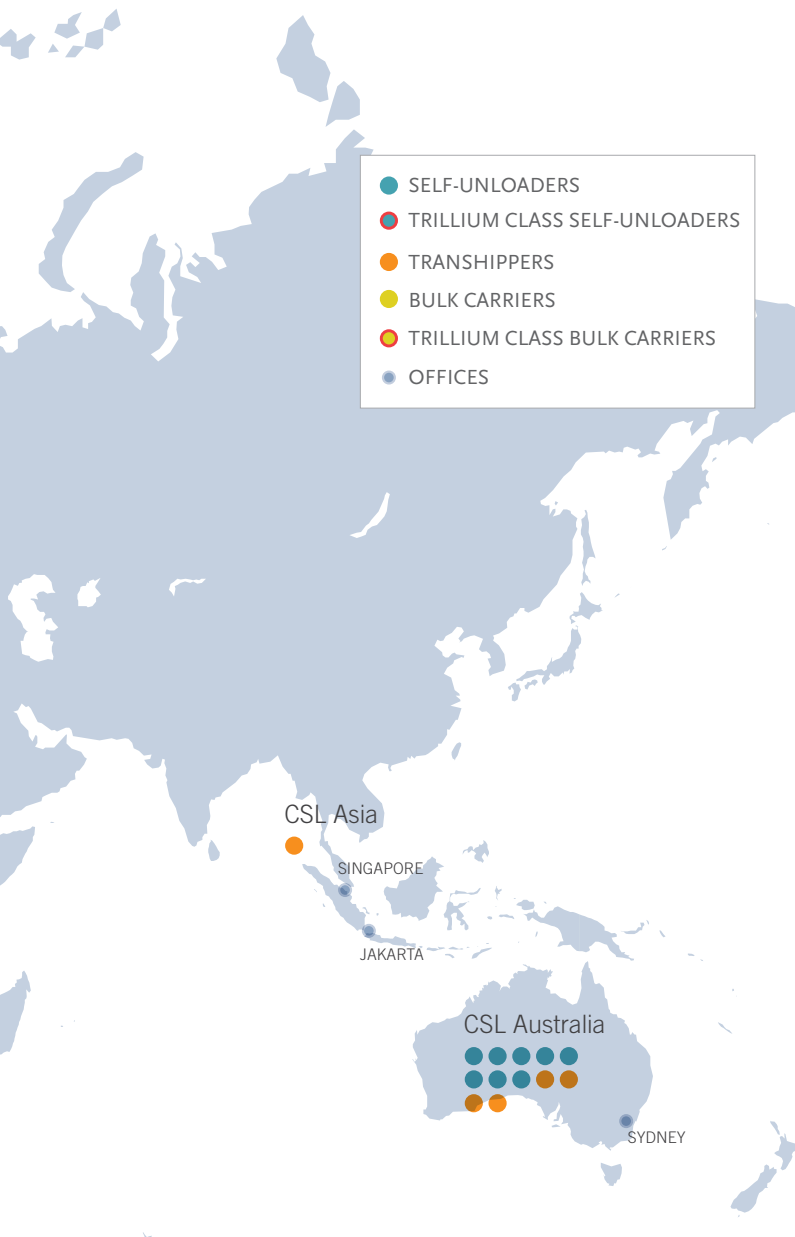 SELF-UNLOADERS
TRILLIUM CLASS SELF-UNLOADERS
TRANSHIPPERS
BULK CARRIERS
TRILLIUM CLASS BULK CARRIERS
OFFICES
CSL Asia
SINGAPORE
JAKARTA
CSL Australia
SYDNEY